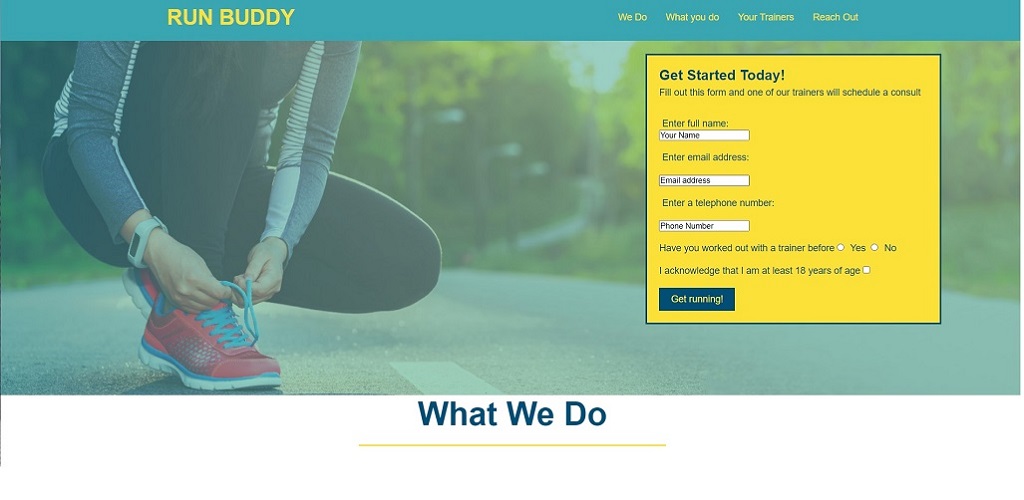 RUN BUDDY
We Do What you do Your Trainers Reach Out
Get Started Today!
Fill out this form and one of our trainers will schedule a consult
Enter full name:
Your Name
Enter email address:
Email address
Enter a telephone number:
Phone Number
Have you worked out with a trainer before Yes No
I acknowledge that I am at least 18 years of age
Get running!
What We Do